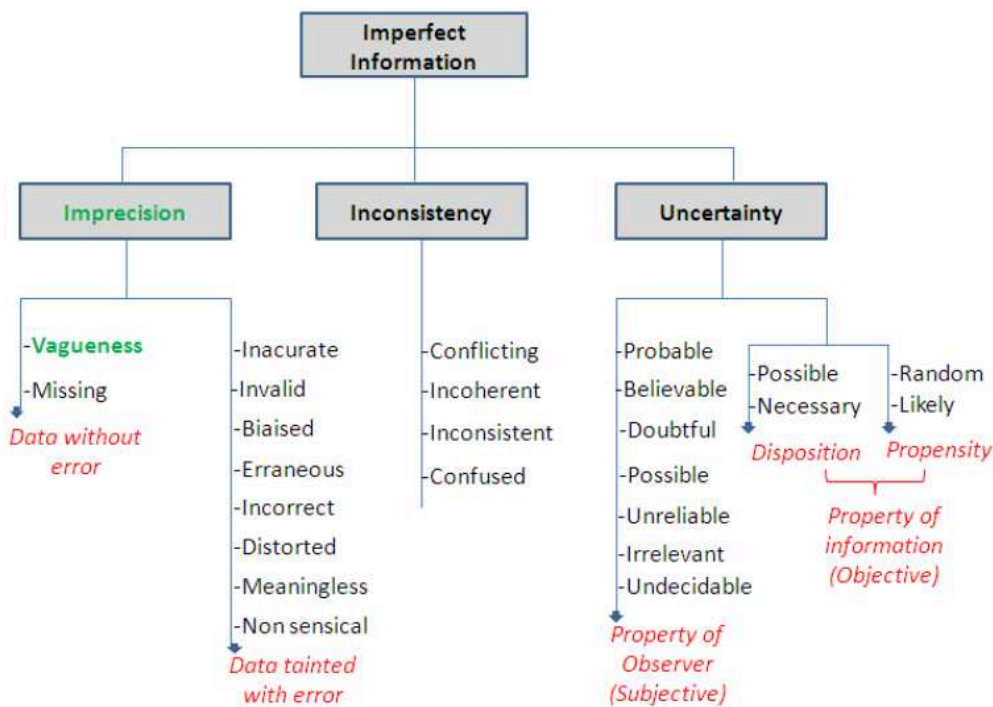 Imperfect
Information
Imprecision
Inconsistency
Uncertainty
-Vagueness
-Missing
Data without
error
-Inacurate
-Invalid
-Biaised
-Erraneous
-Incorrect
-Distorted
-Meaningless
-Non sensical
Data tainted
with error
-Conflicting
-Incoherent
-Inconsistent
-Confused
-Probable
-Believable
-Doubtful
-Possible
-Unreliable
-Irrelevant
-Undecidable
Property of
Observer
(Subjective)
-Possible
-Necessary
Disposition
-Random
-Likely
Propensity
Property of
information
(Objective)